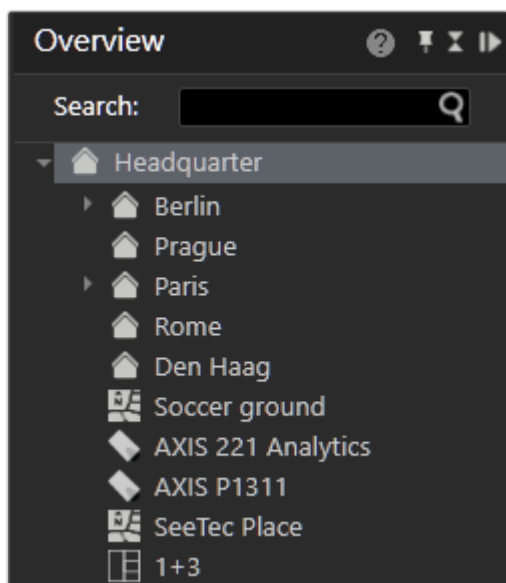 Overview
Search:
Headquarter
Berlin
Prague
Paris
Rome
Den Haag
Soccer ground
AXIS 221 Analytics
AXIS P1311
SeeTec Place
1+3